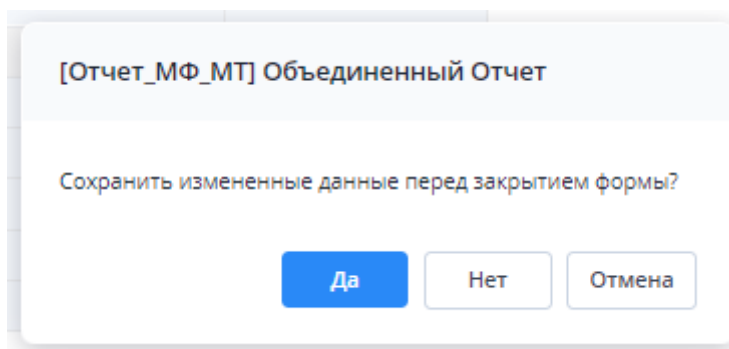 [Отчет_МФ_МТ] Объединенный Отчет
Сохранить измененные данные перед закрытием формы?
Да
Нет
Отмена